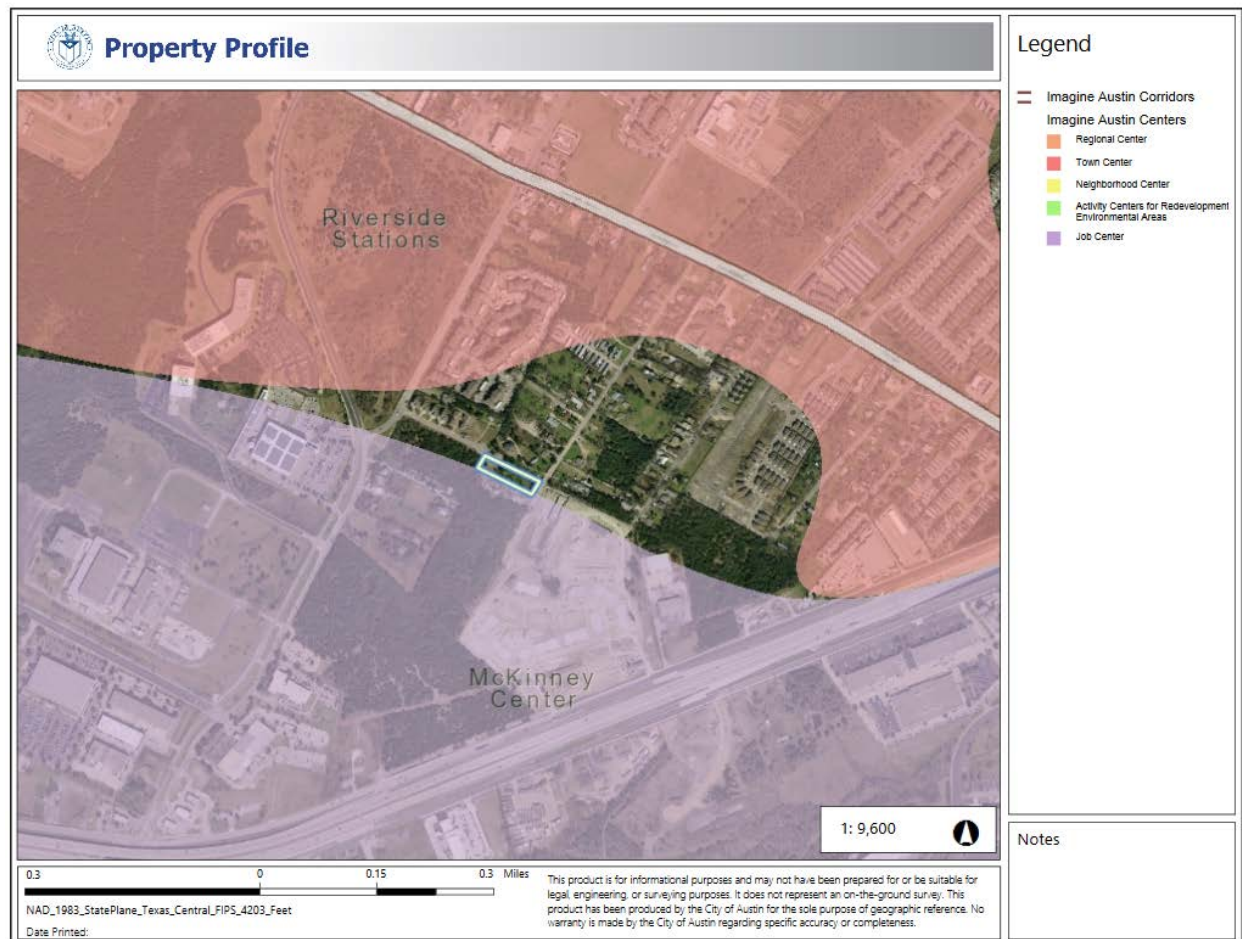 Property Profile
Legend
Imagine Austin Corridors
Imagine Austin Centers
Regional Center
Town Center
Neighborhood Center
Activity Centers for Redevelopment
Environmental Areas
Job Center
Riverside
Stations
McKinney
Center
1: 9,600
Notes
0.3 0 0.15 0.3 Miles
NAD_1983_StatePlane_Texas_Central_FIPS_4203_Feet
Date Printed:
This product is for informational purposes and may not have been prepared for or be suitable for
legal, engineering, or surveying purposes. It does not represent an on-the-ground survey. This
product has been produced by the City of Austin for the sole purpose of geographic reference. No
warranty is made by the City of Austin regarding specific accuracy or completeness.